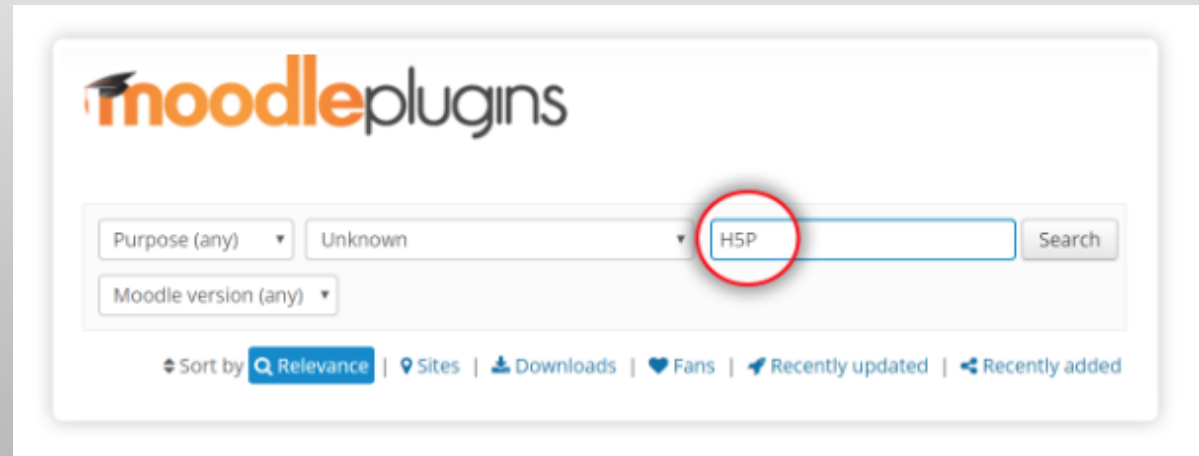 moodleplugins
Purpose (any) Unknown H5P Search
Moodle version (any)
Sort by Relevance | Sites | Downloads | Fans | Recently updated | Recently added